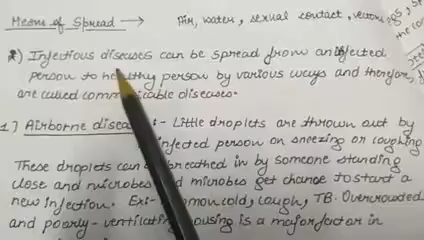 Means of Spread → Air, water, sexual contact, vectors
*) Infectious diseases can be spread from an infected
person to healthy person by various ways and therefore,
are called communicable diseases.
1) Airborne disea :- Little droplets are thrown out by
infected person on sneezing or coughing
These droplets can breathed in by someone standing
close and microbes microbes get chance to start a
new infection. Ex:- common cold, cough, TB. Overcrowded
and poorly-ventilating housing is a major factor in